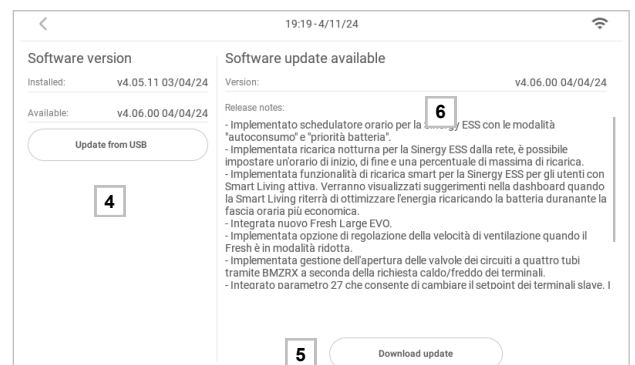 19:19-4/11/24
Software version
Installed: v4.05.11 03/04/24
Available: v4.06.00 04/04/24
Update from USB
4
Software update available
Version: v4.06.00 04/04/24
Release notes:
6
- Implementato schedulatore orario per la Sinergy ESS con le modalità
"autoconsumo" e "priorità batteria".
- Implementata ricarica notturna per la Sinergy ESS dalla rete, è possibile
impostare un'orario di inizio, di fine e una percentuale di massima di ricarica.
- Implementata funzionalità di ricarica smart per la Sinergy ESS per gli utenti con
Smart Living attiva. Verranno visualizzati suggerimenti nella dashboard quando
la Smart Living riterrà di ottimizzare l'energia ricaricando la batteria duranante la
fascia oraria più economica.
- Integrata nuovo Fresh Large EVO.
- Implementata opzione di regolazione della velocità di ventilazione quando il
Fresh è in modalità ridotta.
- Implementata gestione dell'apertura delle valvole dei circuiti a quattro tubi
tramite BMZRX a seconda della richiesta caldo/freddo dei terminali.
- Integrato parametro 27 che consente di cambiare il setpoint dei terminali slave. I
5
Download update